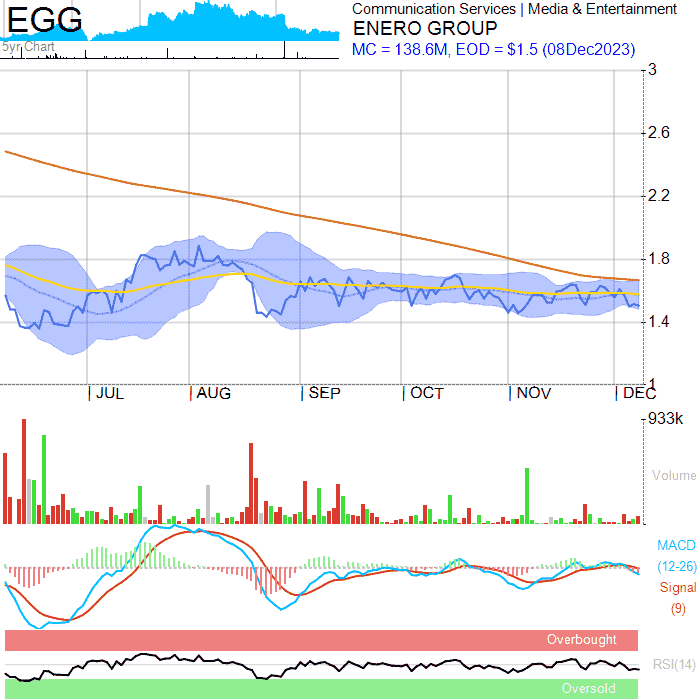 EGG
5yr Chart
Communication Services | Media & Entertainment
ENERO GROUP
MC = 138.6M, EOD = $1.5 (08Dec2023)
3
2.6
2.2
1.8
1.4
1
JUL AUG SEP OCT NOV DEC
933k
Volume
MACD
(12-26)
Signal
(9)
Overbought
RSI(14)
Oversold